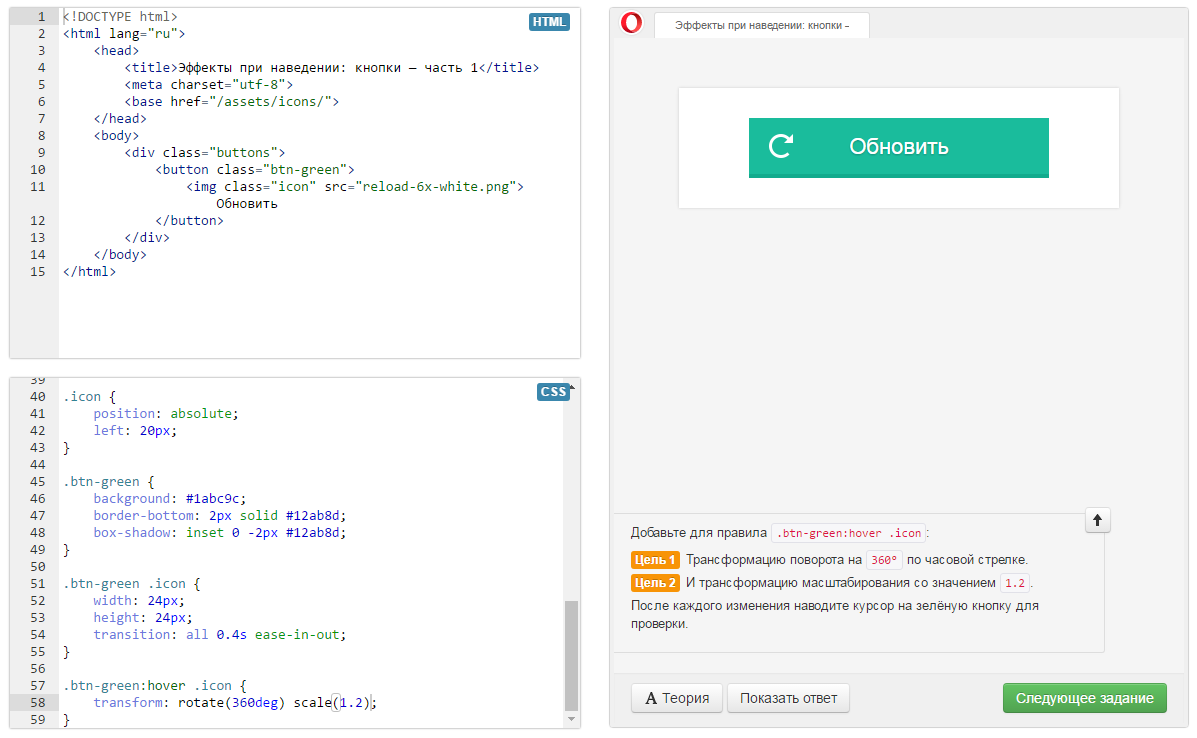 1 <!DOCTYPE html>
HTML
2 <html lang="ru">
3 <head>
4 <title>Эффекты при наведении: кнопки — часть 1</title>
5 <meta charset="utf-8">
6 <base href="/assets/icons/">
7 </head>
8 <body>
9 <div class="buttons">
10 <button class="btn-green">
11 <img class="icon" src="reload-6x-white.png">
Обновить
12 </button>
13 </div>
14 </body>
15 </html>
39
CSS
40 .icon {
41 position: absolute;
42 left: 20px;
43 }
44
45 .btn-green {
46 background: #1abc9c;
47 border-bottom: 2px solid #12ab8d;
48 box-shadow: inset 0 -2px #12ab8d;
49 }
50
51 .btn-green .icon {
52 width: 24px;
53 height: 24px;
54 transition: all 0.4s ease-in-out;
55 }
56
57 .btn-green:hover .icon {
58 transform: rotate(360deg) scale(1.2);
59 }
Эффекты при наведении: кнопки –
Обновить
Добавьте для правила .btn-green:hover .icon:
Цель 1 Трансформацию поворота на 360° по часовой стрелке.
Цель 2 И трансформацию масштабирования со значением 1.2.
После каждого изменения наводите курсор на зелёную кнопку для
проверки.
A Теория
Показать ответ
Следующее задание